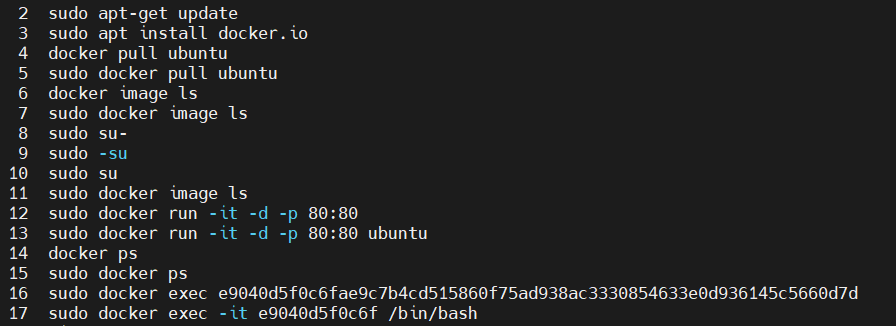 2 sudo apt-get update
3 sudo apt install docker.io
4 docker pull ubuntu
5 sudo docker pull ubuntu
6 docker image ls
7 sudo docker image ls
8 sudo su-
9 sudo -su
10 sudo su
11 sudo docker image ls
12 sudo docker run -it -d -p 80:80
13 sudo docker run -it -d -p 80:80 ubuntu
14 docker ps
15 sudo docker ps
16 sudo docker exec e9040d5f0c6fae9c7b4cd515860f75ad938ac3330854633e0d936145c5660d7d
17 sudo docker exec -it e9040d5f0c6f /bin/bash